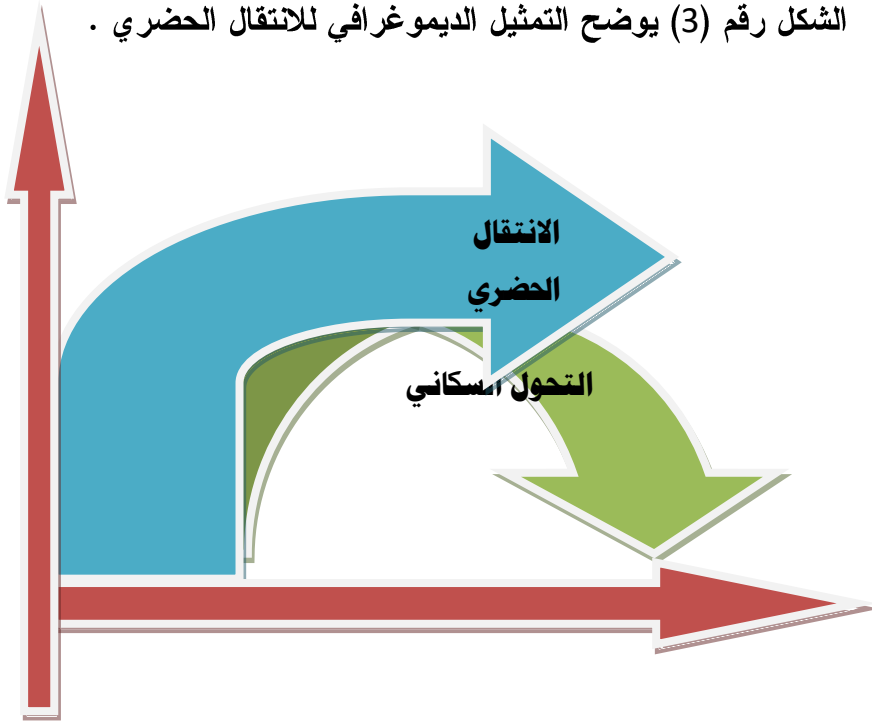 الشكل رقم (3) يوضح التمثيل الديموغرافي للانتقال الحضري .
الانتقال
الحضري
التحول السكاني